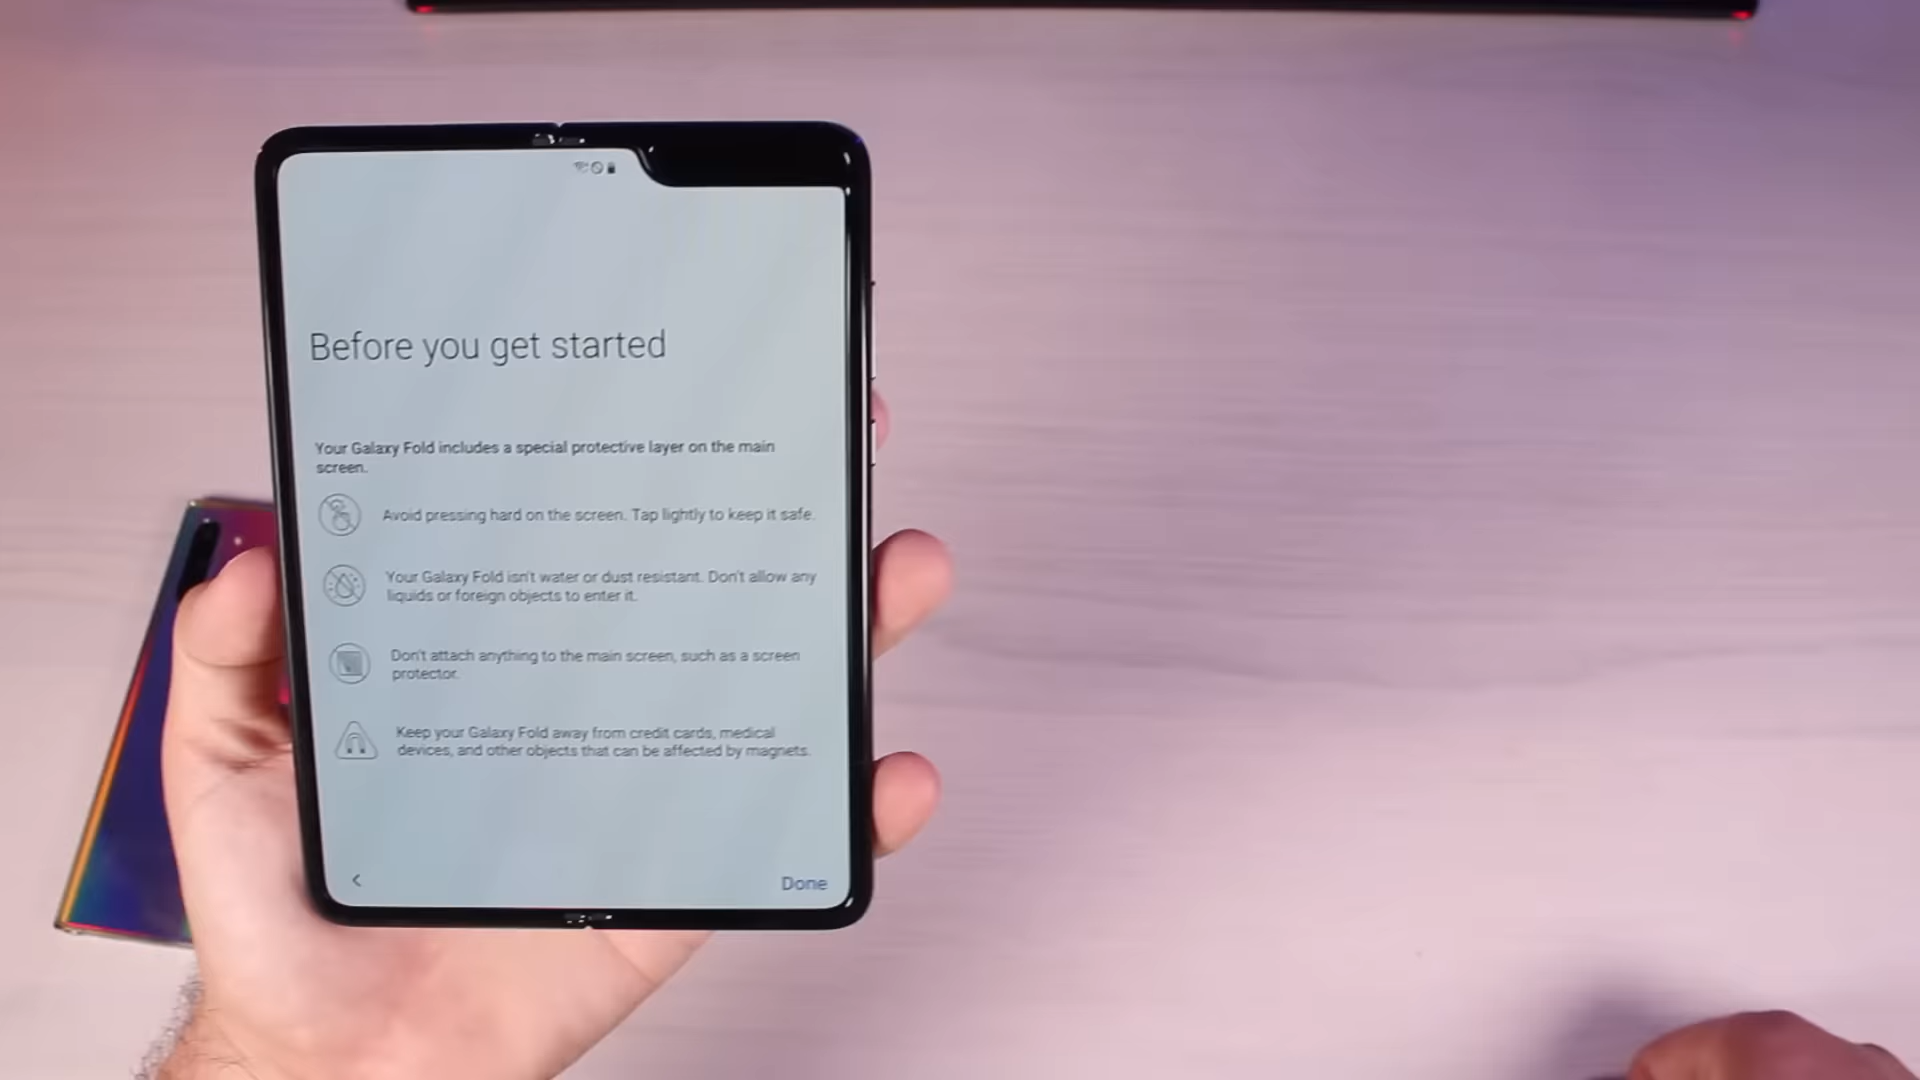 Before you get started
Your Galaxy Fold includes a special protective layer on the main
screen.
Avoid pressing hard on the screen. Tap lightly to keep it safe.
Your Galaxy Fold isn't water or dust resistant. Don't allow any
liquids or foreign objects to enter it.
Don't attach anything to the main screen, such as a screen
protector.
Keep your Galaxy Fold away from credit cards, medical
devices, and other objects that can be affected by magnets.
Done